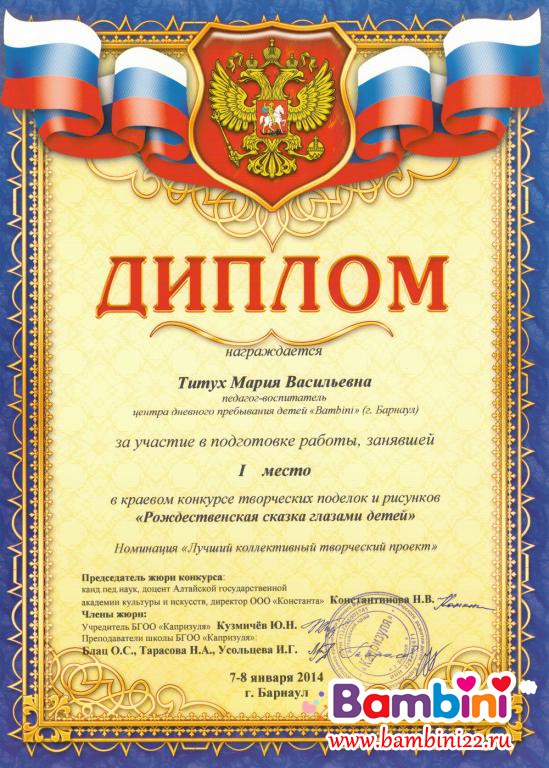 ДИПЛОМ
награждается
Титух Мария Васильевна
педагог-воспитатель
центра дневного пребывания детей «Bambini» (г. Барнаул)
за участие в подготовке работы, занявшей
I место
в краевом конкурсе творческих поделок и рисунков
«Рождественская сказка глазами детей»
Номинация «Лучший коллективный творческий проект»
Председатель жюри конкурса:
канд.пед.наук, доцент Алтайской государственной
академии культуры и искусств, директор ООО «Константа» Константинова Н.В.
Члены жюри:
Учредитель БГОО «Капризуля» Кузмичёв Ю.Н.
Преподаватели школы БГОО «Капризуля»:
Блац О.С., Тарасова Н.А., Усольцева И.Г.
«Капризуля»
7-8 января 2014
г. Барнаул
Bambini
www.bambini22.ru